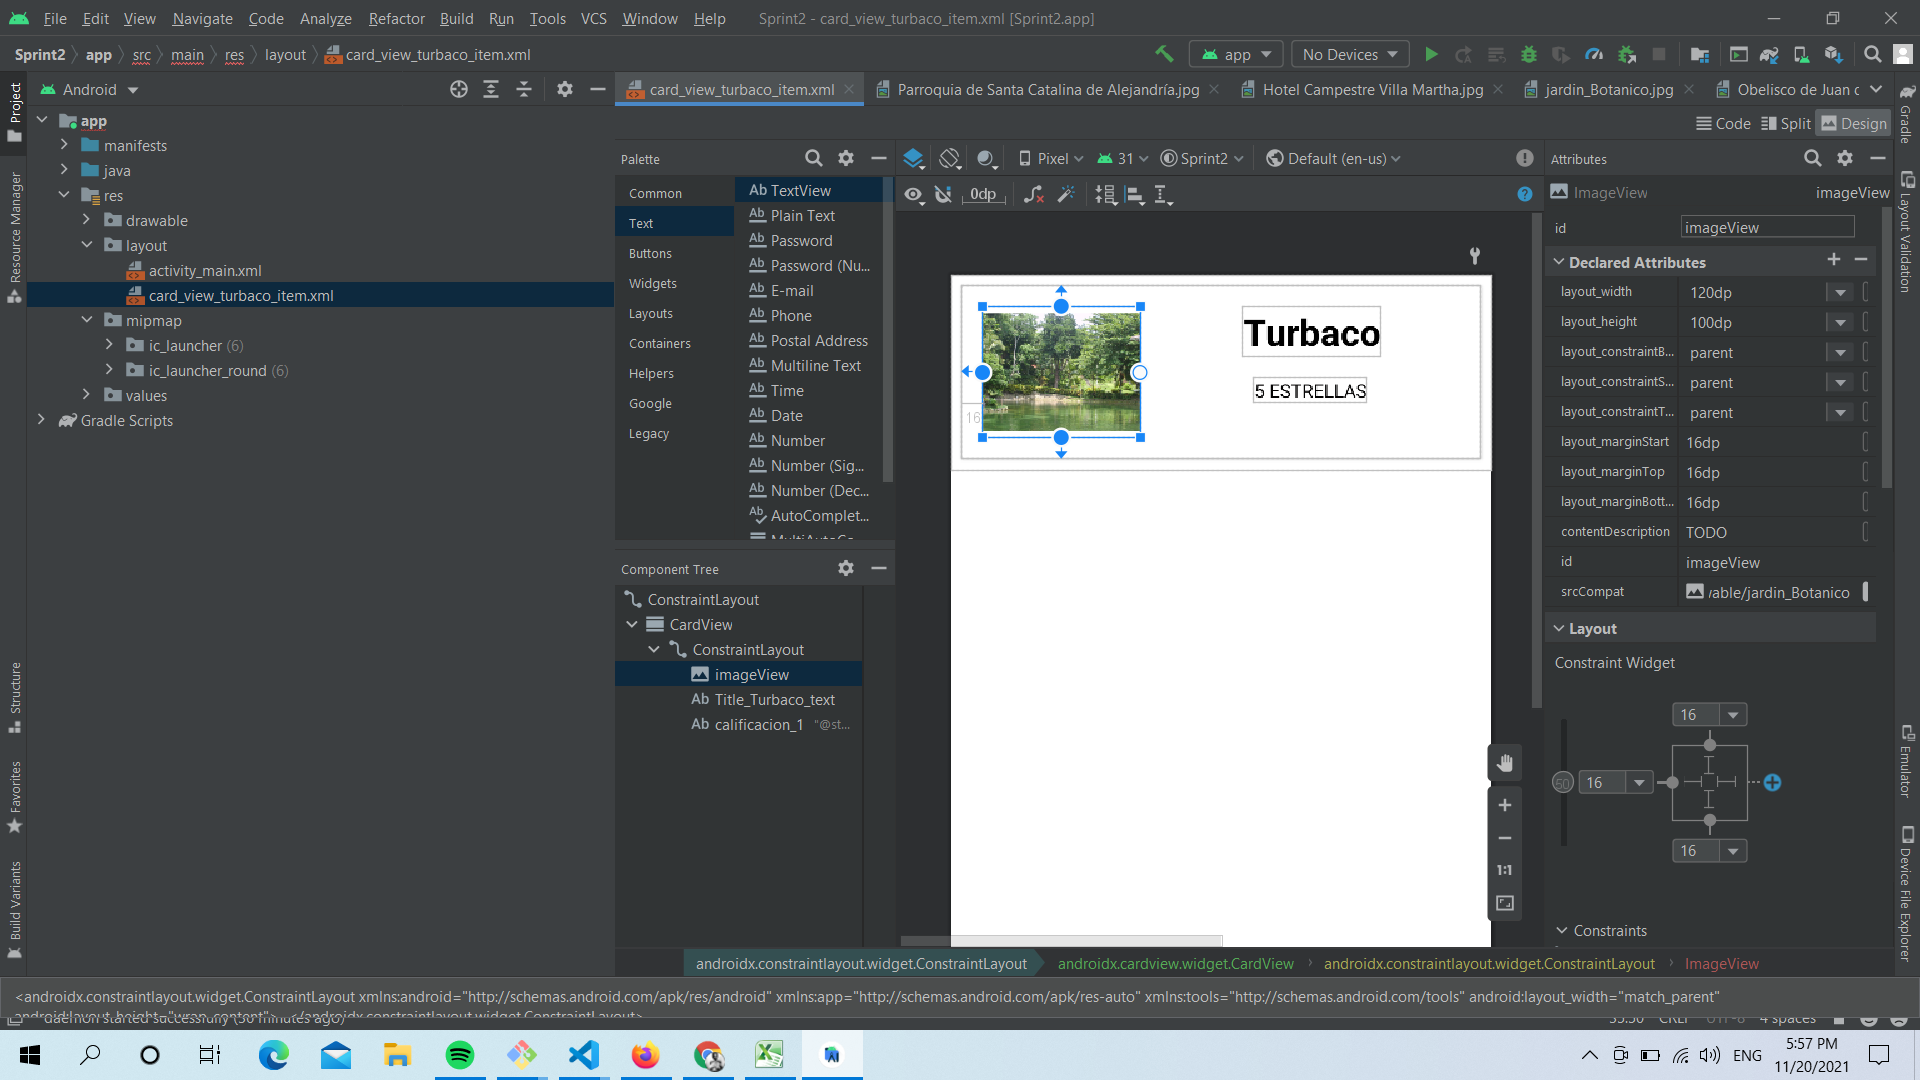 File Edit View Navigate Code Analyze Refactor Build Run Tools VCS Window Help Sprint2 - card_view_turbaco_item.xml [Sprint2.app]
Sprint2 app src main res layout card_view_turbaco_item.xml app No Devices
Project
Resource Manager
Structure
Favorites
Build Variants
Android
app
manifests
java
res
drawable
layout
activity_main.xml
card_view_turbaco_item.xml
mipmap
ic_launcher (6)
ic_launcher_round (6)
values
Gradle Scripts
card_view_turbaco_item.xml Parroquia de Santa Catalina de Alejandría.jpg Hotel Campestre Villa Martha.jpg jardin_Botanico.jpg Obelisco de Juan c
Code Split Design
Palette
Common
Text
Buttons
Widgets
Layouts
Containers
Helpers
Google
Legacy
Ab TextView
Ab Plain Text
Ab Password
Ab Password (Nu...
Ab E-mail
Ab Phone
Ab Postal Address
Ab Multiline Text
Ab Time
Ab Date
Ab Number
Ab Number (Sig...
Ab Number (Dec...
Ab AutoComplet...
Component Tree
ConstraintLayout
CardView
ConstraintLayout
imageView
Ab Title_Turbaco_text
Ab calificacion_1 "@st...
Pixel 31 Sprint2 Default (en-us)
0dp
Turbaco
5 ESTRELLAS
16
1:1
Attributes
ImageView imageView
id imageView
Declared Attributes
layout_width 120dp
layout_height 100dp
layout_constraintB... parent
layout_constraintS... parent
layout_constraintT... parent
layout_marginStart 16dp
layout_marginTop 16dp
layout_marginBott... 16dp
contentDescription TODO
id imageView
srcCompat /able/jardin_Botanico
Layout
Constraint Widget
16
50 16
16
Constraints
Gradle
Layout Validation
Emulator
Device File Explorer
androidx.constraintlayout.widget.ConstraintLayout androidx.cardview.widget.CardView androidx.constraintlayout.widget.ConstraintLayout ImageView
<androidx.constraintlayout.widget.ConstraintLayout xmlns:android="http://schemas.android.com/apk/res/android" xmlns:app="http://schemas.android.com/apk/res-auto" xmlns:tools="http://schemas.android.com/tools" android:layout_width="match_parent"
5:57 PM
ENG
11/20/2021